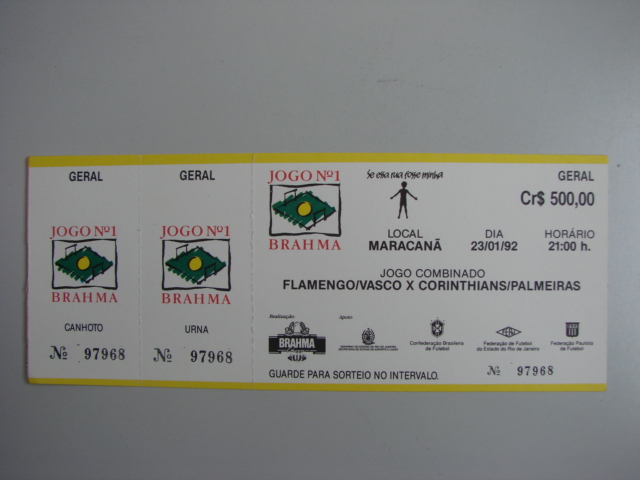 GERAL
JOGO Nº1
BRAHMA
CANHOTO
Nº 97968
GERAL
JOGO Nº1
BRAHMA
URNA
Nº 97968
JOGO Nº1
BRAHMA
Se essa rua fosse minha
GERAL
Cr$ 500,00
LOCAL DIA HORÁRIO
MARACANÃ 23/01/92 21:00 h.
JOGO COMBINADO
FLAMENGO/VASCO X CORINTHIANS/PALMEIRAS
Realização Apoio
BRAHMA
Confederação Brasileira
de Futebol
Federação de Futebol
do Estado do Rio de Janeiro
Federação Paulista
de Futebol
GUARDE PARA SORTEIO NO INTERVALO.
Nº 97968